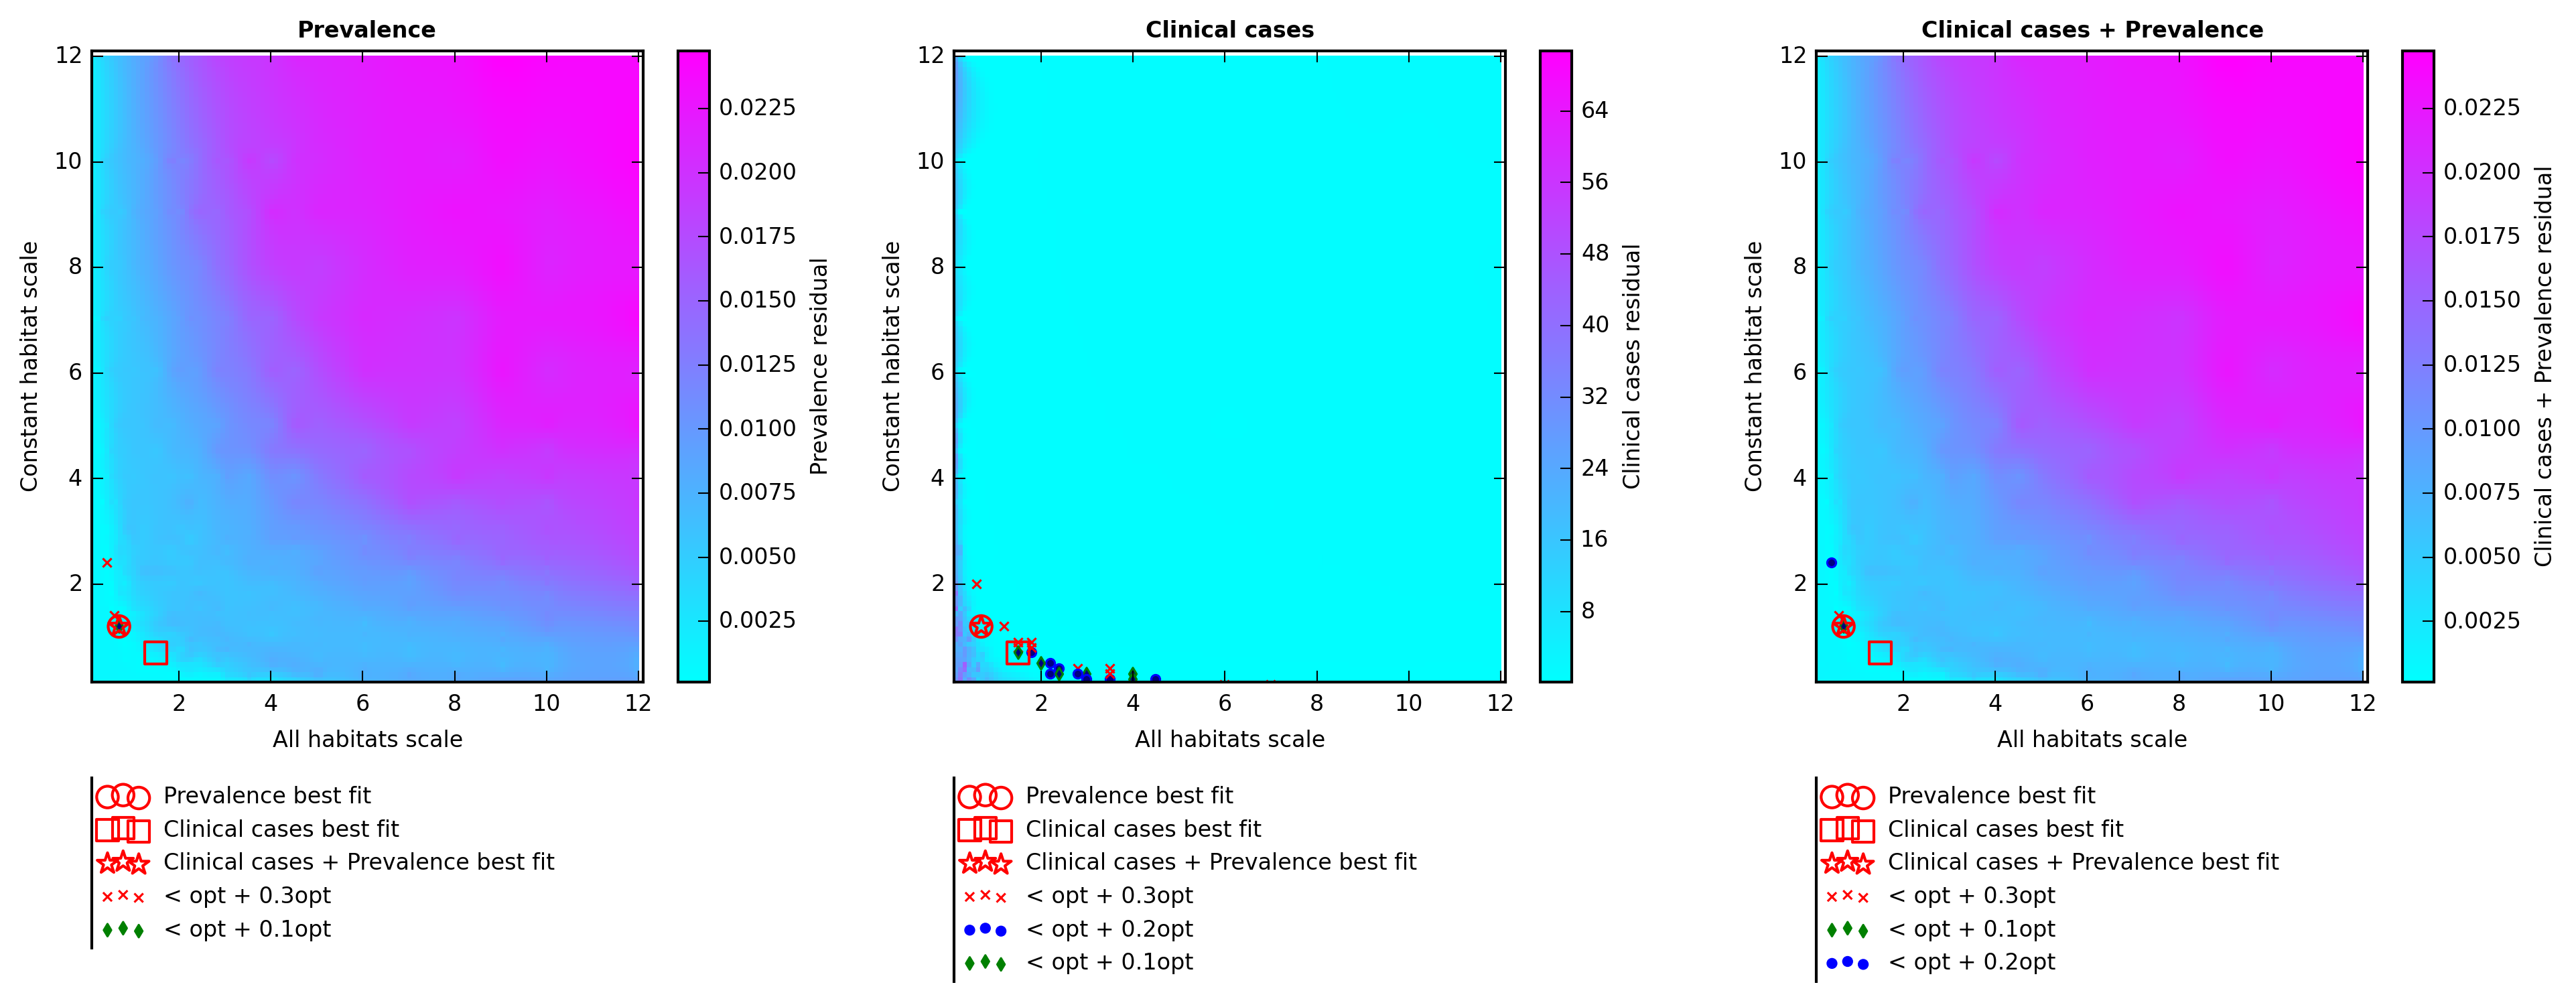 Prevalence
Constant habitat scale
12
10
8
6
4
2
2 4 6 8 10 12
All habitats scale
0.0225
0.0200
0.0175
0.0150
0.0125
0.0100
0.0075
0.0050
0.0025
Prevalence residual
Prevalence best fit
Clinical cases best fit
Clinical cases + Prevalence best fit
< opt + 0.3opt
< opt + 0.1opt
Clinical cases
Constant habitat scale
12
10
8
6
4
2
2 4 6 8 10 12
All habitats scale
64
56
48
40
32
24
16
8
Clinical cases residual
Prevalence best fit
Clinical cases best fit
Clinical cases + Prevalence best fit
< opt + 0.3opt
< opt + 0.2opt
< opt + 0.1opt
Clinical cases + Prevalence
Constant habitat scale
12
10
8
6
4
2
2 4 6 8 10 12
All habitats scale
0.0225
0.0200
0.0175
0.0150
0.0125
0.0100
0.0075
0.0050
0.0025
Clinical cases + Prevalence residual
Prevalence best fit
Clinical cases best fit
Clinical cases + Prevalence best fit
< opt + 0.3opt
< opt + 0.1opt
< opt + 0.2opt